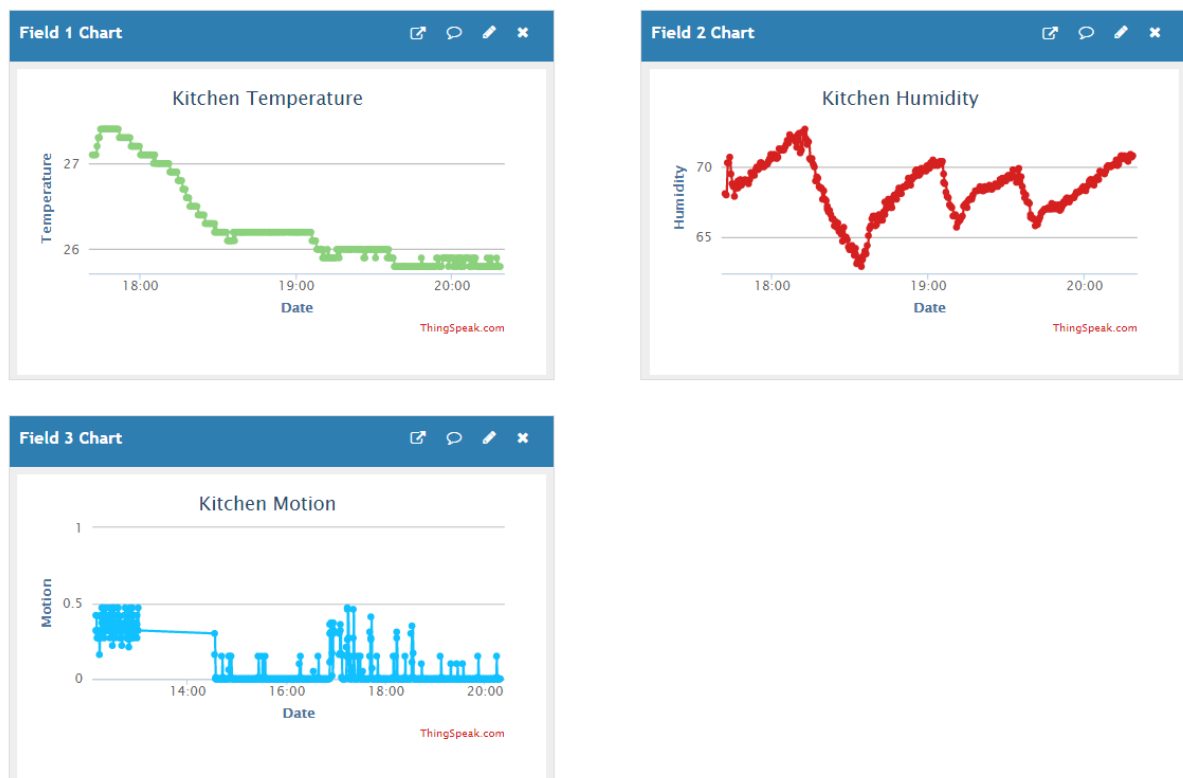 Field 1 Chart
Kitchen Temperature
Temperature
27
26
18:00 19:00 20:00
Date
ThingSpeak.com
Field 2 Chart
Kitchen Humidity
Humidity
70
65
18:00 19:00 20:00
Date
ThingSpeak.com
Field 3 Chart
Kitchen Motion
Motion
1
0.5
0
14:00 16:00 18:00 20:00
Date
ThingSpeak.com